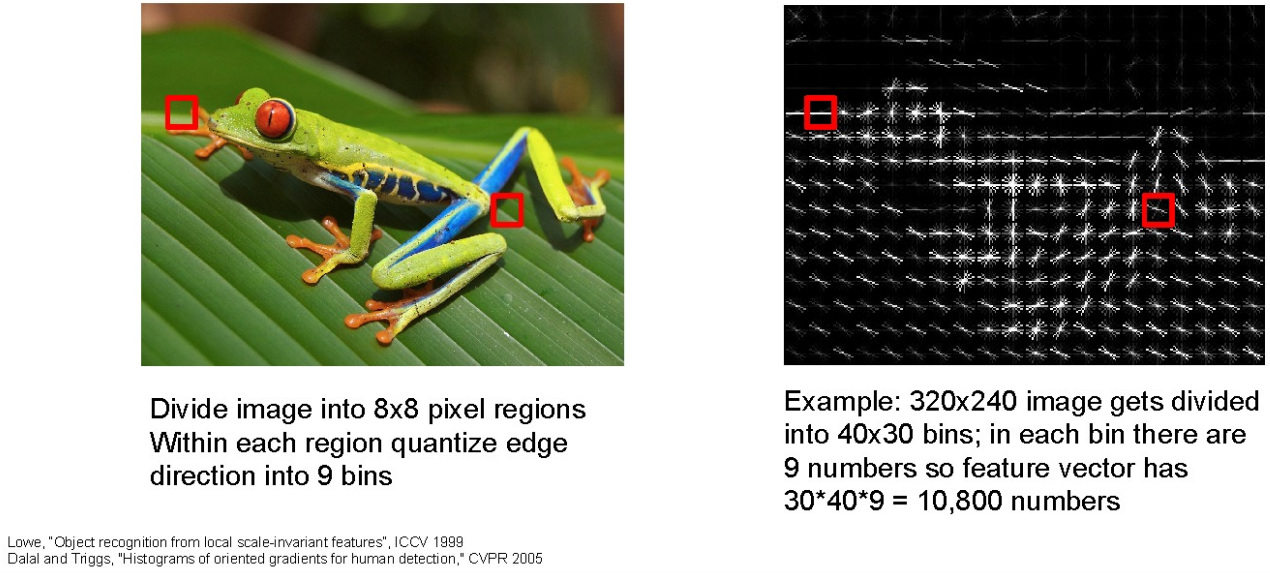 Divide image into 8x8 pixel regions
Within each region quantize edge
direction into 9 bins
Example: 320x240 image gets divided
into 40x30 bins; in each bin there are
9 numbers so feature vector has
30*40*9 = 10,800 numbers
Lowe, "Object recognition from local scale-invariant features", ICCV 1999
Dalal and Triggs, "Histograms of oriented gradients for human detection," CVPR 2005